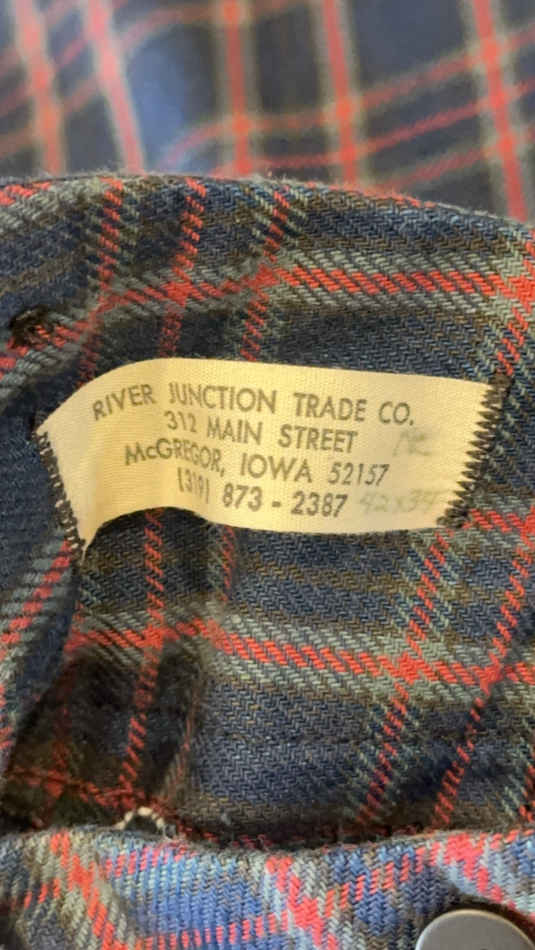 RIVER JUNCTION TRADE CO.
312 MAIN STREET
McGREGOR, IOWA 52157
(319) 873 - 2387 42x34